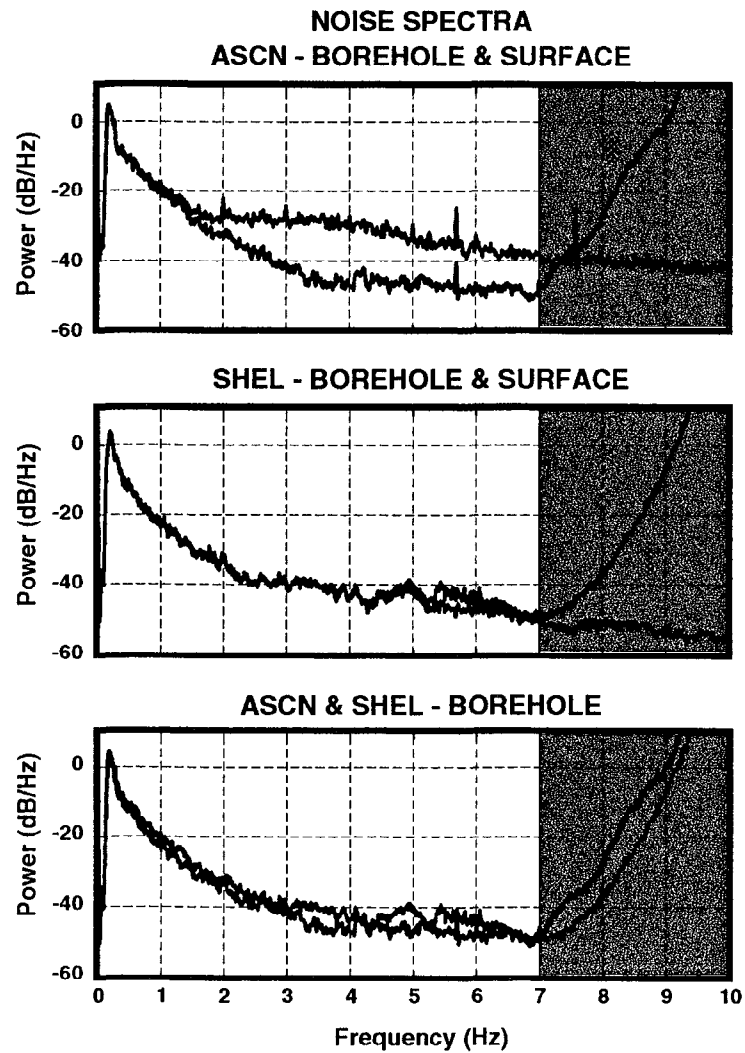 NOISE SPECTRA
ASCN - BOREHOLE & SURFACE
Power (dB/Hz)
0
-20
-40
-60
SHEL - BOREHOLE & SURFACE
Power (dB/Hz)
0
-20
-40
-60
ASCN & SHEL - BOREHOLE
Power (dB/Hz)
0
-20
-40
-60
0 1 2 3 4 5 6 7 8 9 10
Frequency (Hz)